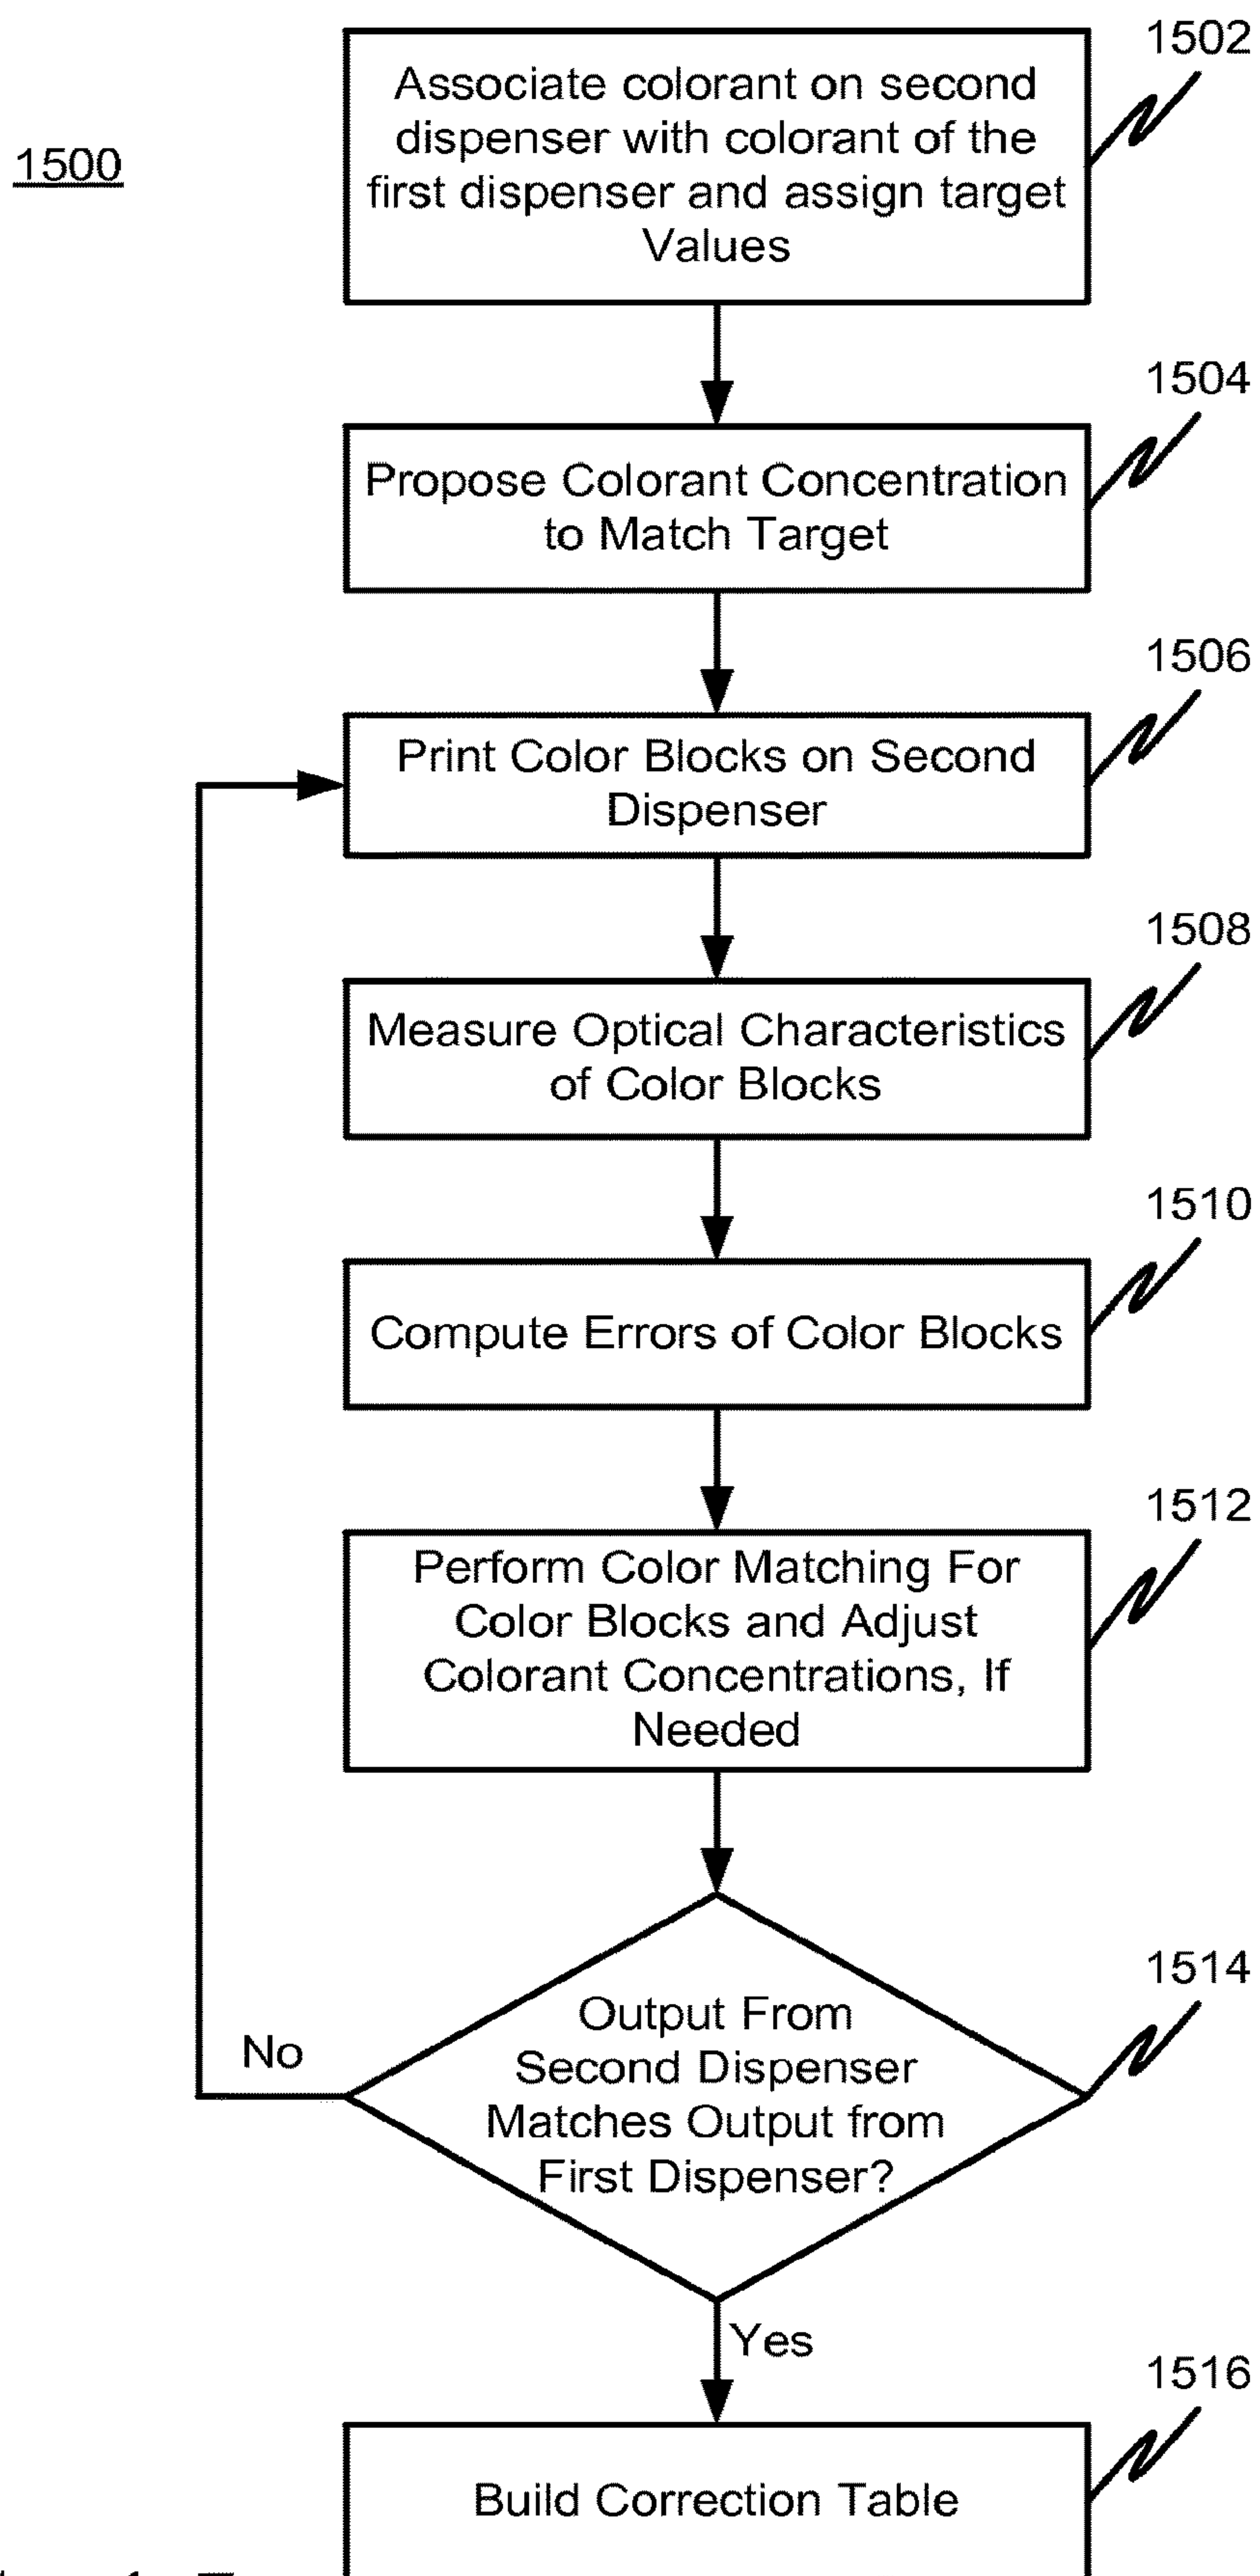 1500
1502
Associate colorant on second
dispenser with colorant of the
first dispenser and assign target
Values
1504
Propose Colorant Concentration
to Match Target
1506
Print Color Blocks on Second
Dispenser
1508
Measure Optical Characteristics
of Color Blocks
1510
Compute Errors of Color Blocks
1512
Perform Color Matching For
Color Blocks and Adjust
Colorant Concentrations, If
Needed
1514
Output From
Second Dispenser
Matches Output from
First Dispenser?
No
Yes
1516
Build Correction Table